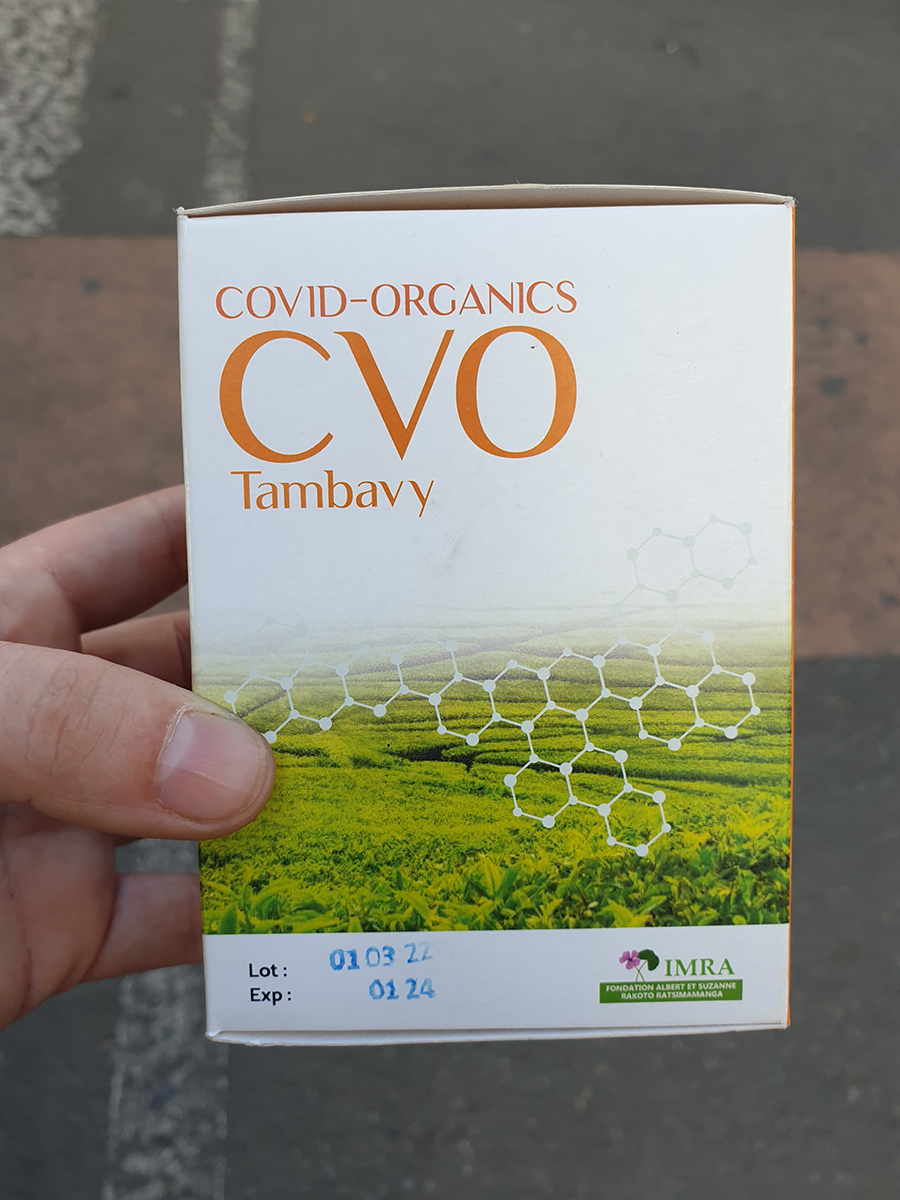 COVID-ORGANICS
CVO
Tambavy
Lot : 01 03 22
Exp : 01 24
IMRA
FONDATION ALBERT ET SUZANNE
RAKOTO RATSIMAMANGA